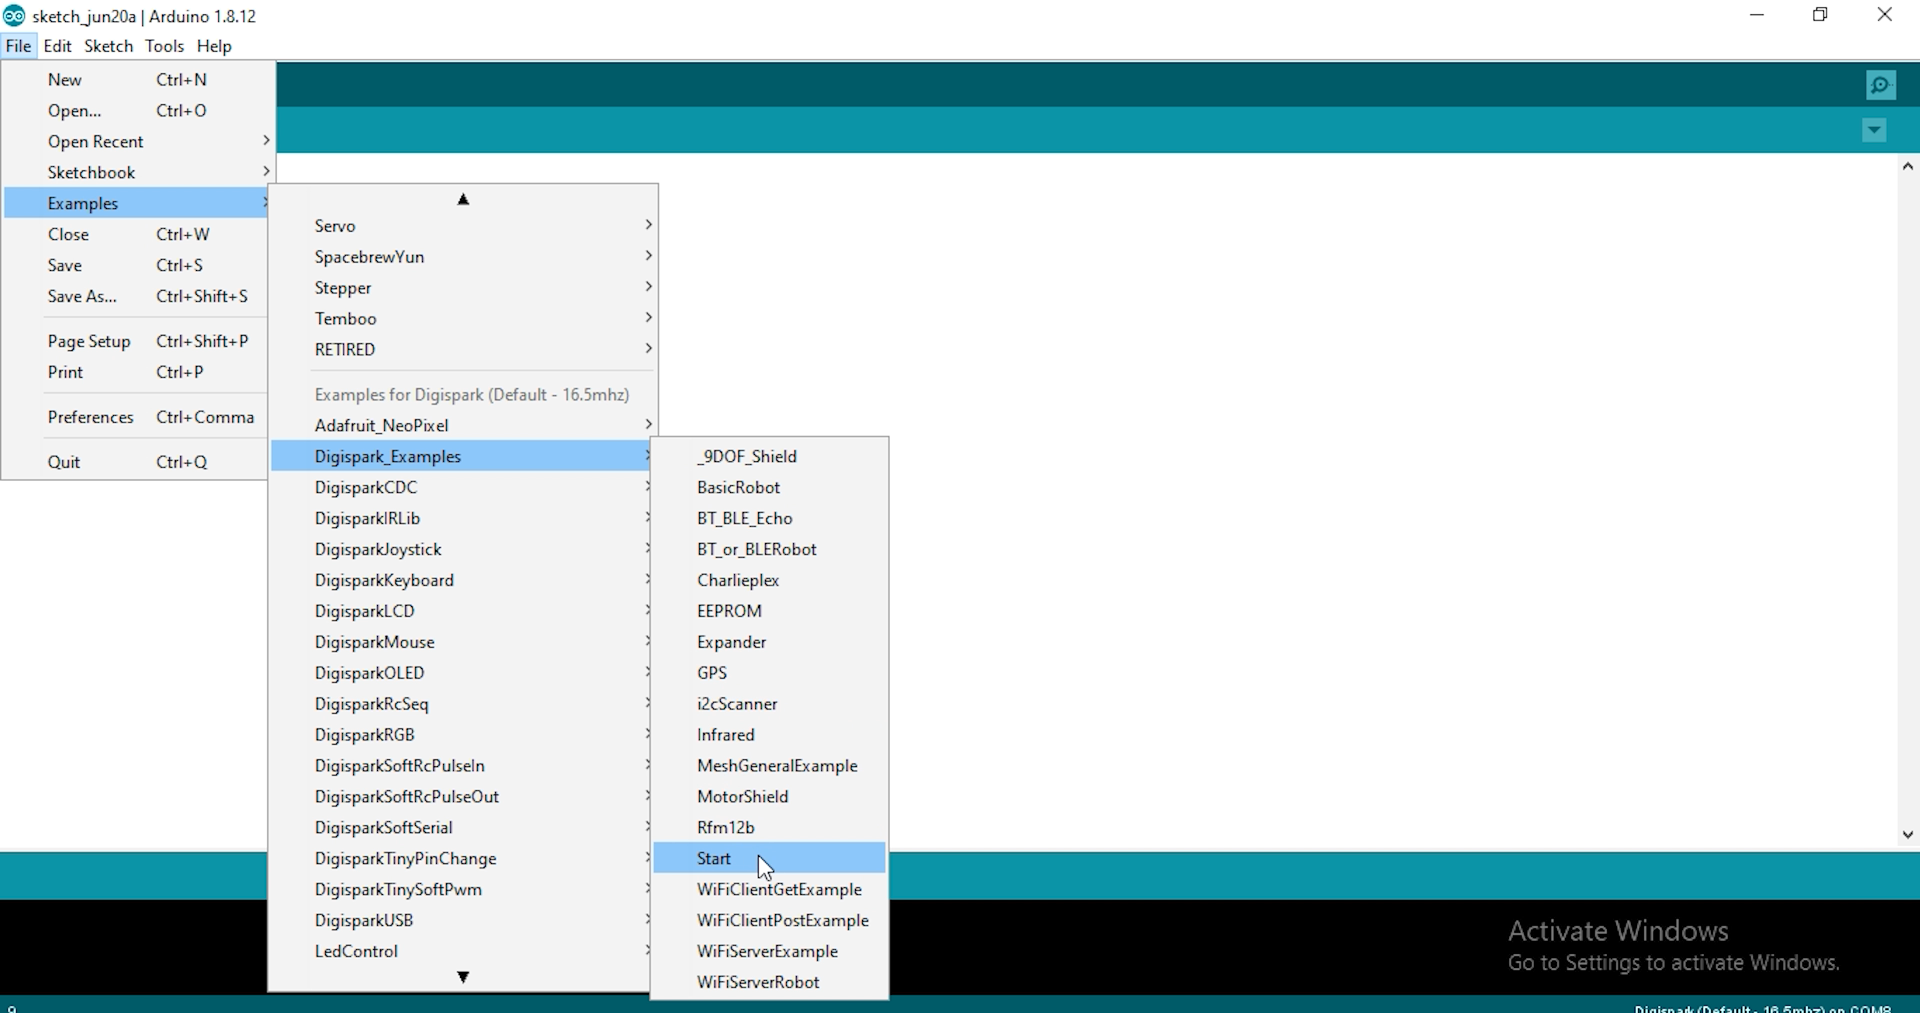 sketch_jun20a | Arduino 1.8.12
File Edit Sketch Tools Help
New Ctrl+N
Open... Ctrl+O
Open Recent
Sketchbook
Examples
Close Ctrl+W
Save Ctrl+S
Save As... Ctrl+Shift+S
Page Setup Ctrl+Shift+P
Print Ctrl+P
Preferences Ctrl+Comma
Quit Ctrl+Q
Servo
SpacebrewYun
Stepper
Temboo
RETIRED
Examples for Digispark (Default - 16.5mhz)
Adafruit_NeoPixel
Digispark_Examples
DigisparkCDC
DigisparkIRLib
DigisparkJoystick
DigisparkKeyboard
DigisparkLCD
DigisparkMouse
DigisparkOLED
DigisparkRcSeq
DigisparkRGB
DigisparkSoftRcPulseIn
DigisparkSoftRcPulseOut
DigisparkSoftSerial
DigisparkTinyPinChange
DigisparkTinySoftPwm
DigisparkUSB
LedControl
_9DOF_Shield
BasicRobot
BT_BLE_Echo
BT_or_BLERobot
Charlieplex
EEPROM
Expander
GPS
i2cScanner
Infrared
MeshGeneralExample
MotorShield
Rfm12b
Start
WiFiClientGetExample
WiFiClientPostExample
WiFiServerExample
WiFiServerRobot
Activate Windows
Go to Settings to activate Windows.
9
Digispark (Default - 16.5mhz) on COM8